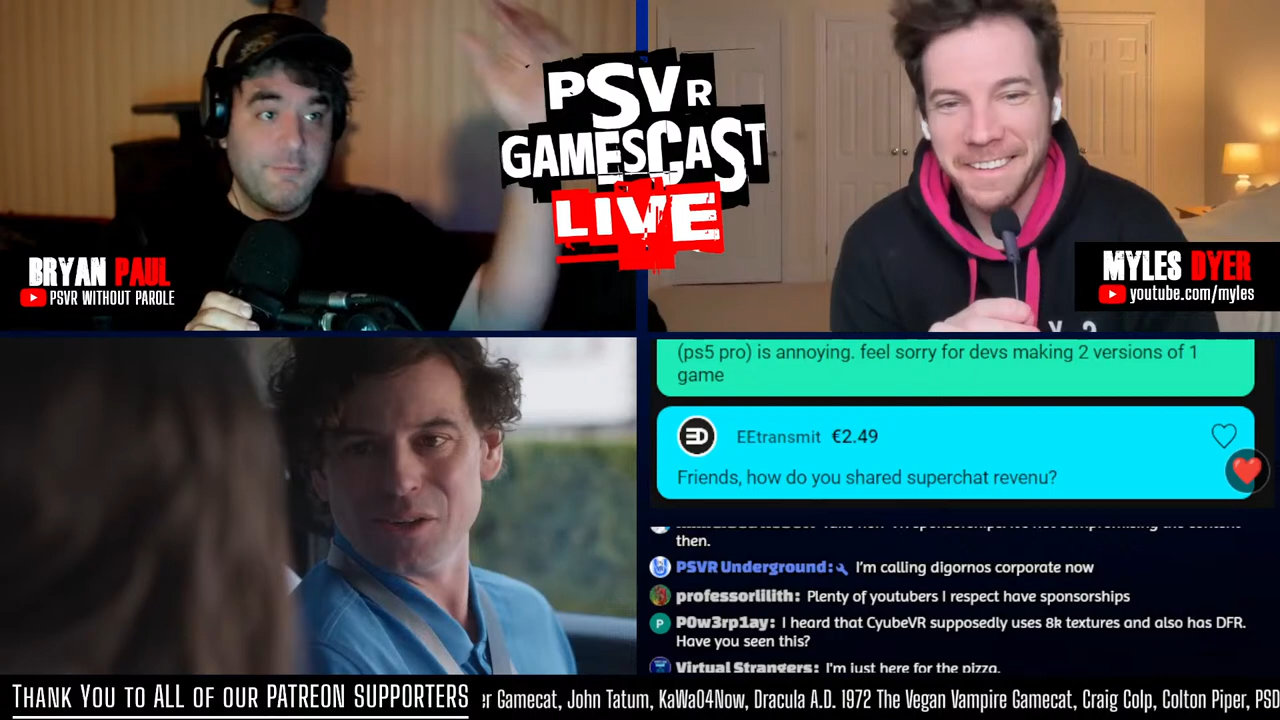 PSVR
GAMESCAST
LIVE
BRYAN PAUL
PSVR WITHOUT PAROLE
MYLES DYER
youtube.com/myles
(ps5 pro) is annoying. feel sorry for devs making 2 versions of 1
game
EEtransmit €2.49
Friends, how do you shared superchat revenu?
then.
PSVR Underground: I'm calling digornos corporate now
professorlilith: Plenty of youtubers I respect have sponsorships
P0w3rp1ay: I heard that CyubeVR supposedly uses 8k textures and also has DFR.
Have you seen this?
Virtual Strangers: I'm just here for the pizza.
THANK YOU TO ALL OF OUR PATREON SUPPORTERS
er Gamecat, John Tatum, KaWa04Now, Dracula A.D. 1972 The Vegan Vampire Gamecat, Craig Colp, Colton Piper, PSD